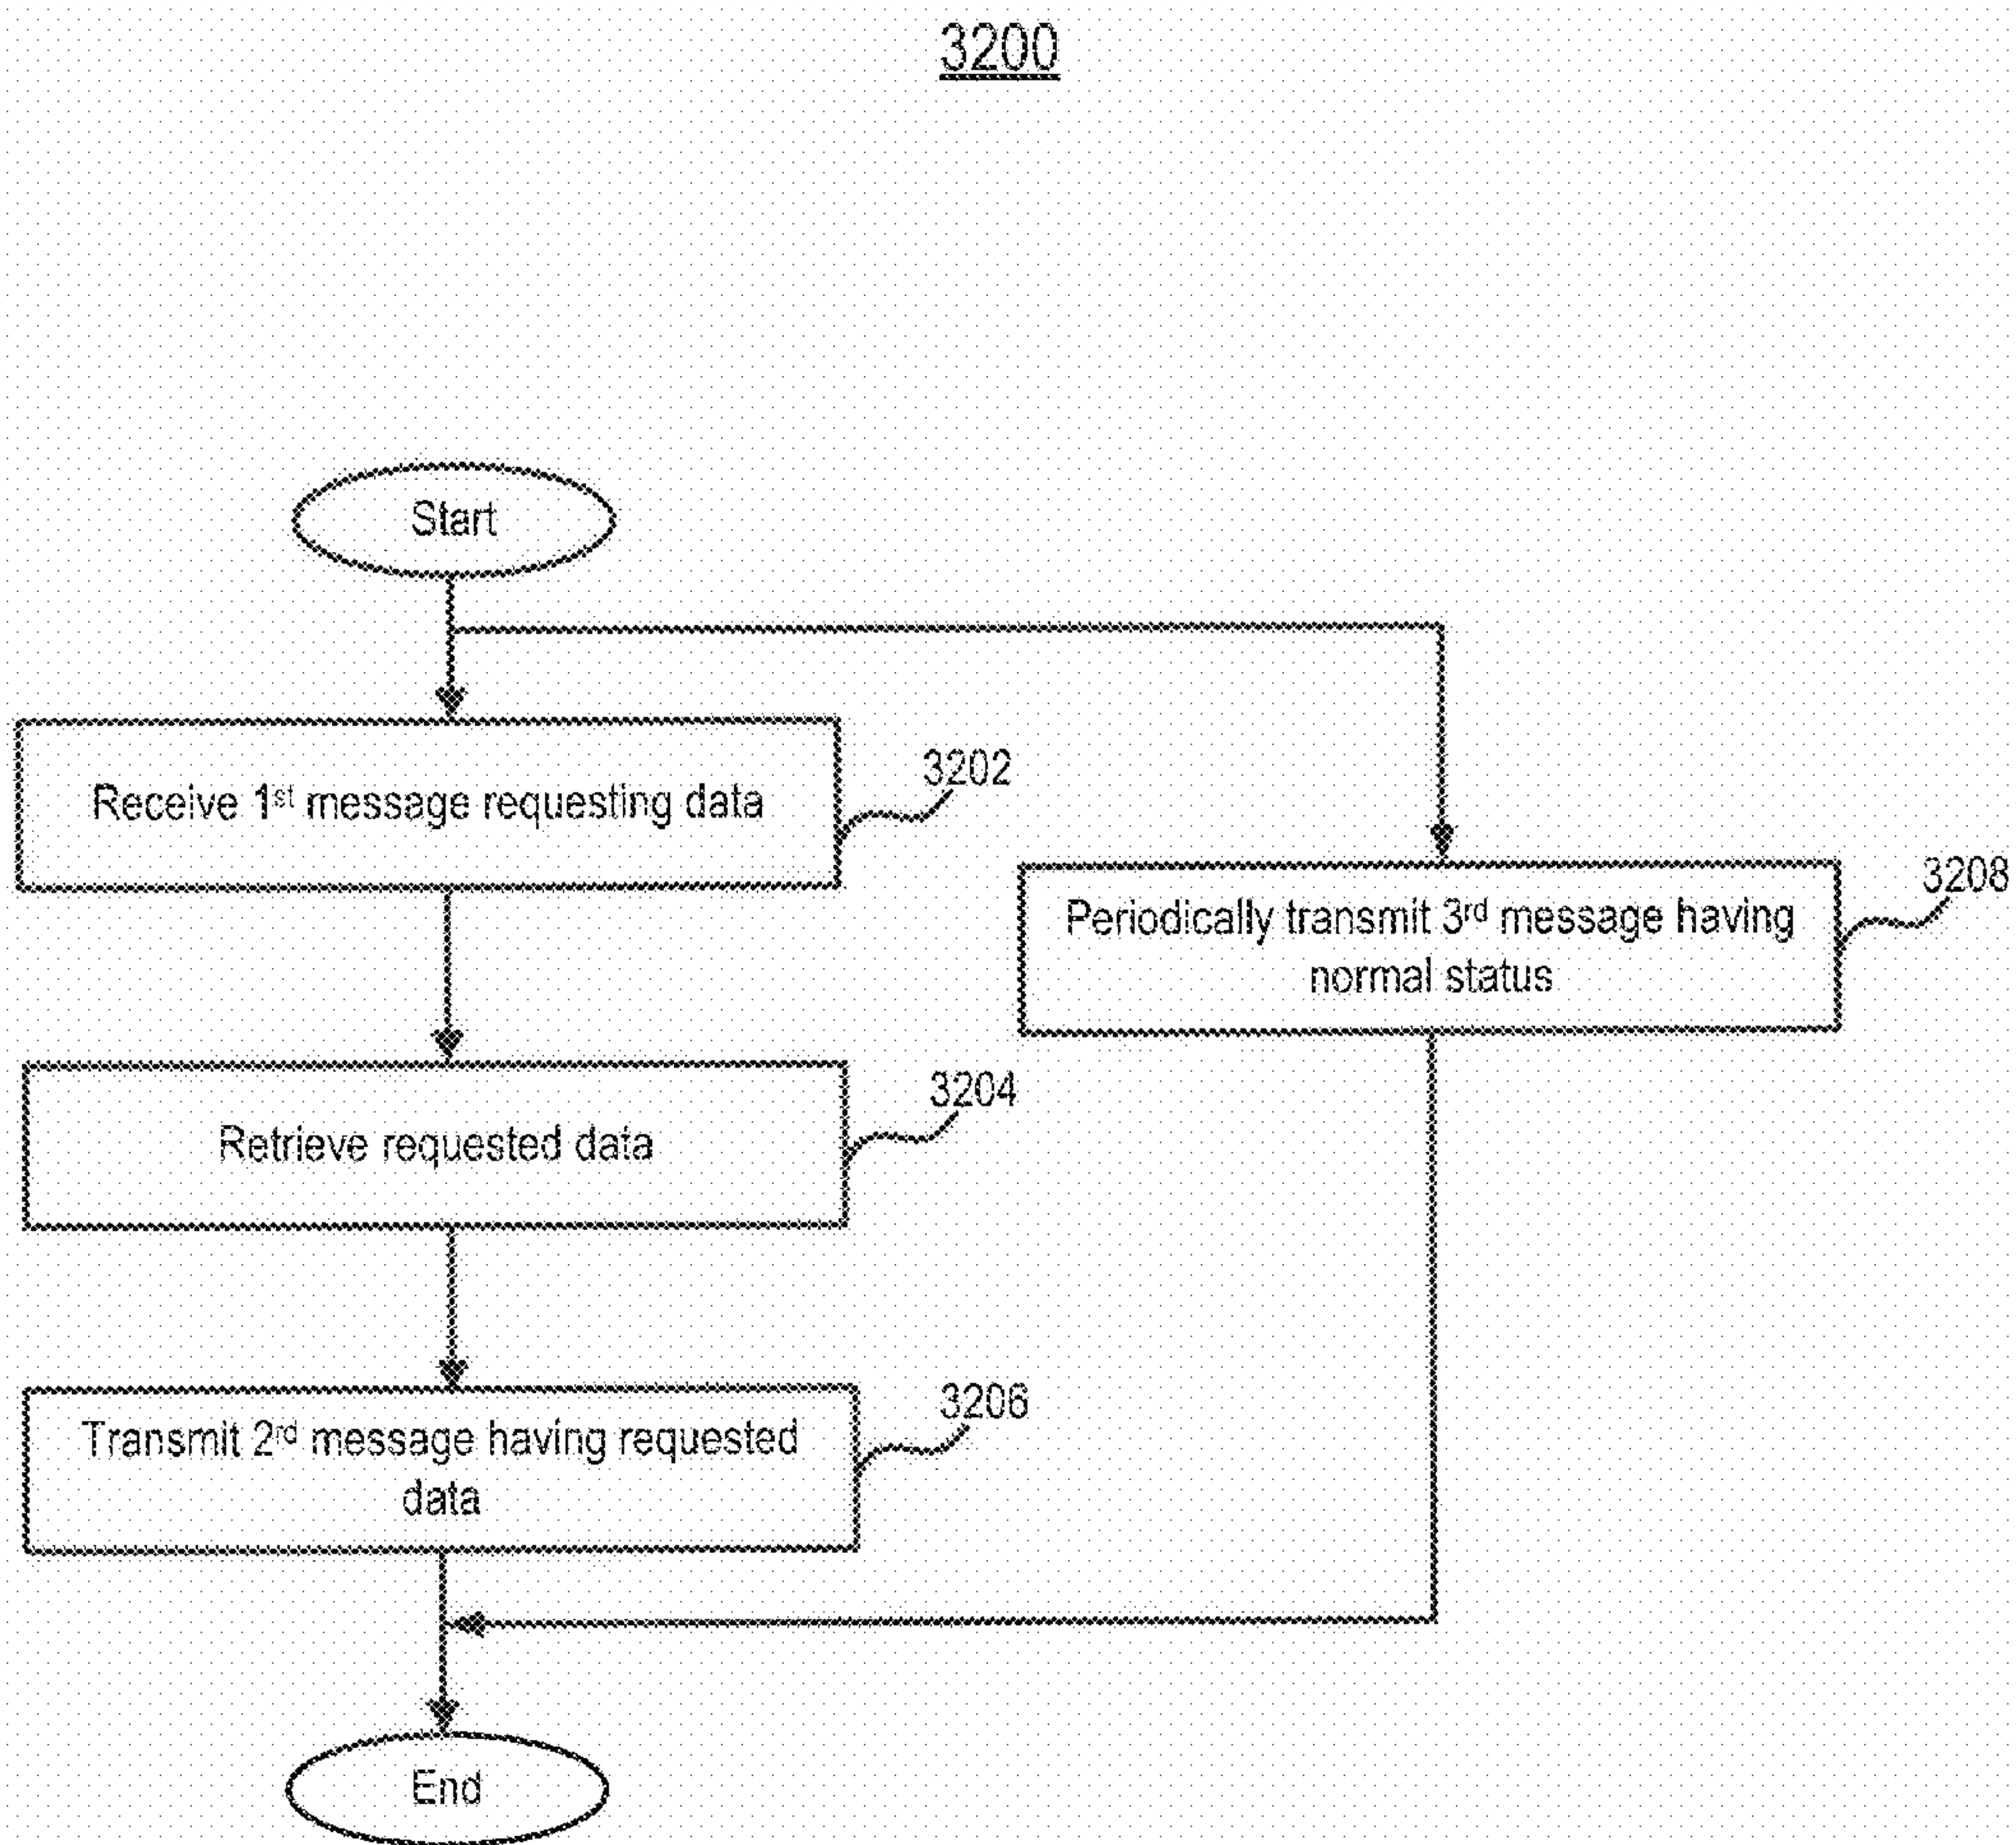 3200
Start
Receive 1st message requesting data
3202
Periodically transmit 3rd message having
normal status
3208
Retrieve requested data
3204
Transmit 2rd message having requested
data
3206
End